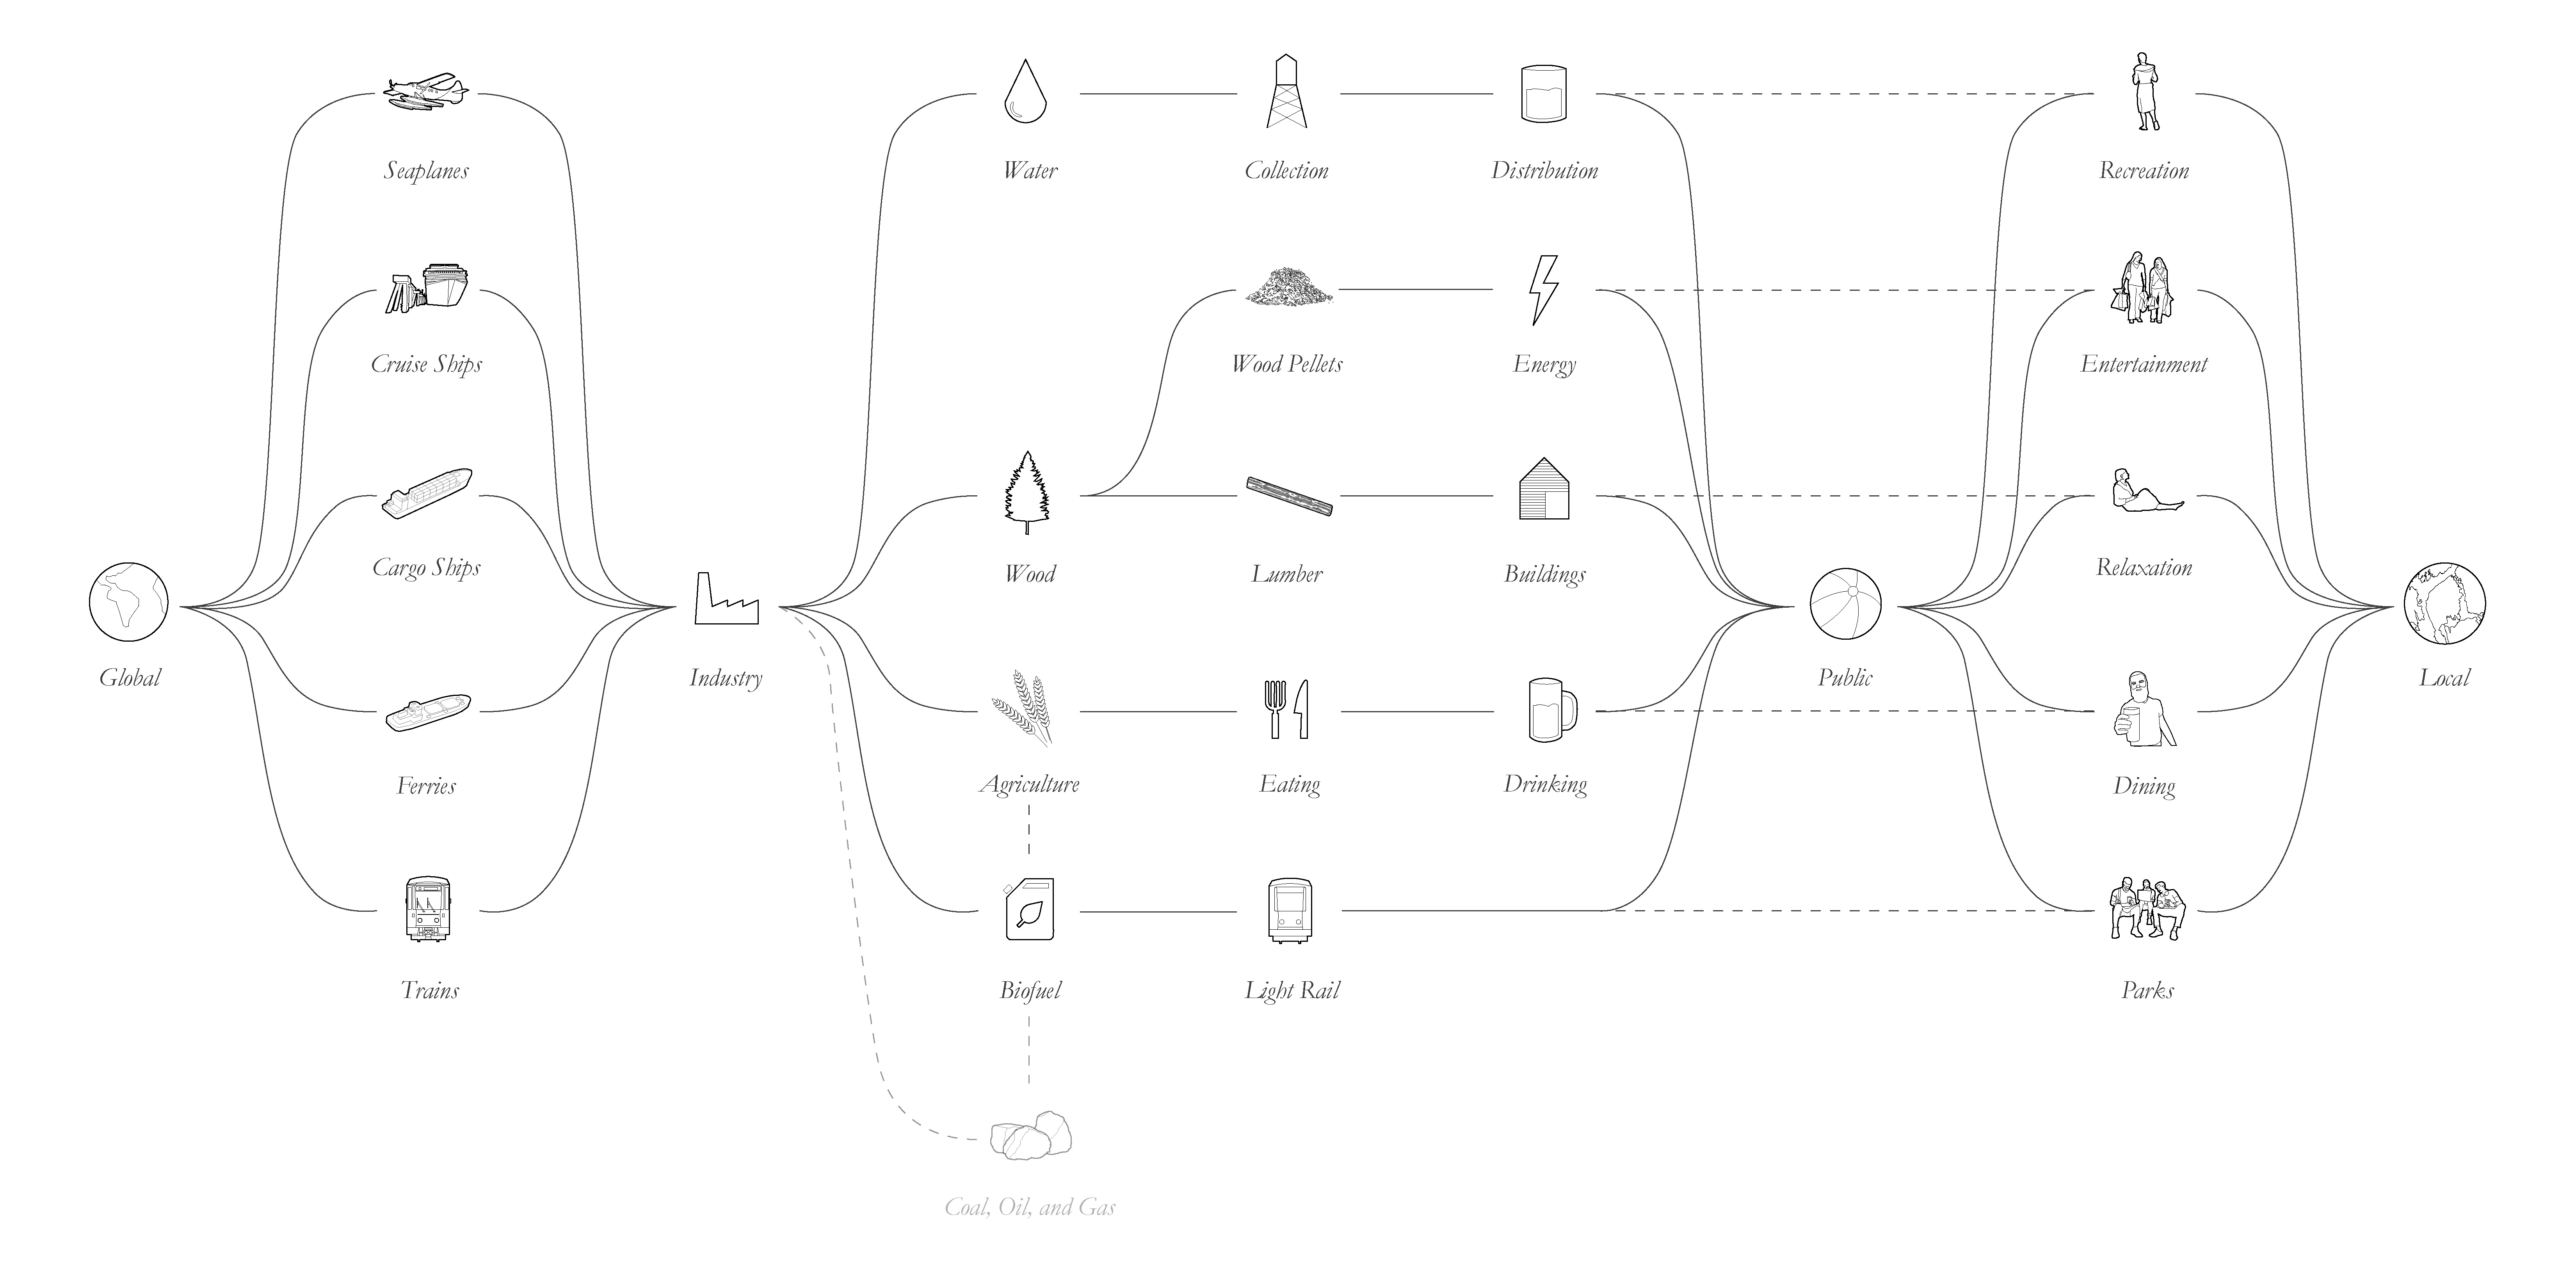 Seaplanes
Water
Collection
Distribution
Recreation
Cruise Ships
Wood Pellets
Energy
Entertainment
Cargo Ships
Wood
Lumber
Buildings
Relaxation
Global
Industry
Public
Local
Ferries
Agriculture
Eating
Drinking
Dining
Trains
Biofuel
Light Rail
Parks
Coal, Oil, and Gas